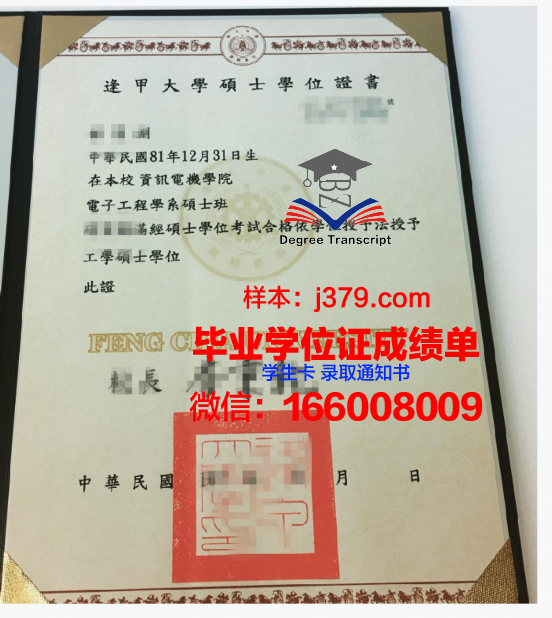 逢甲大學碩士學位證書
號
中華民國81年12月31日生
在本校 資訊電機學院
電子工程學系碩士班
經碩士學位考試合格依學位授予法授予
工學碩士學位
此證
Degree Transcript
样本：j379.com
FENG
毕业学位证成绩单
学生卡 录取通知书
校長
微信：166008009
中華民國 月 日